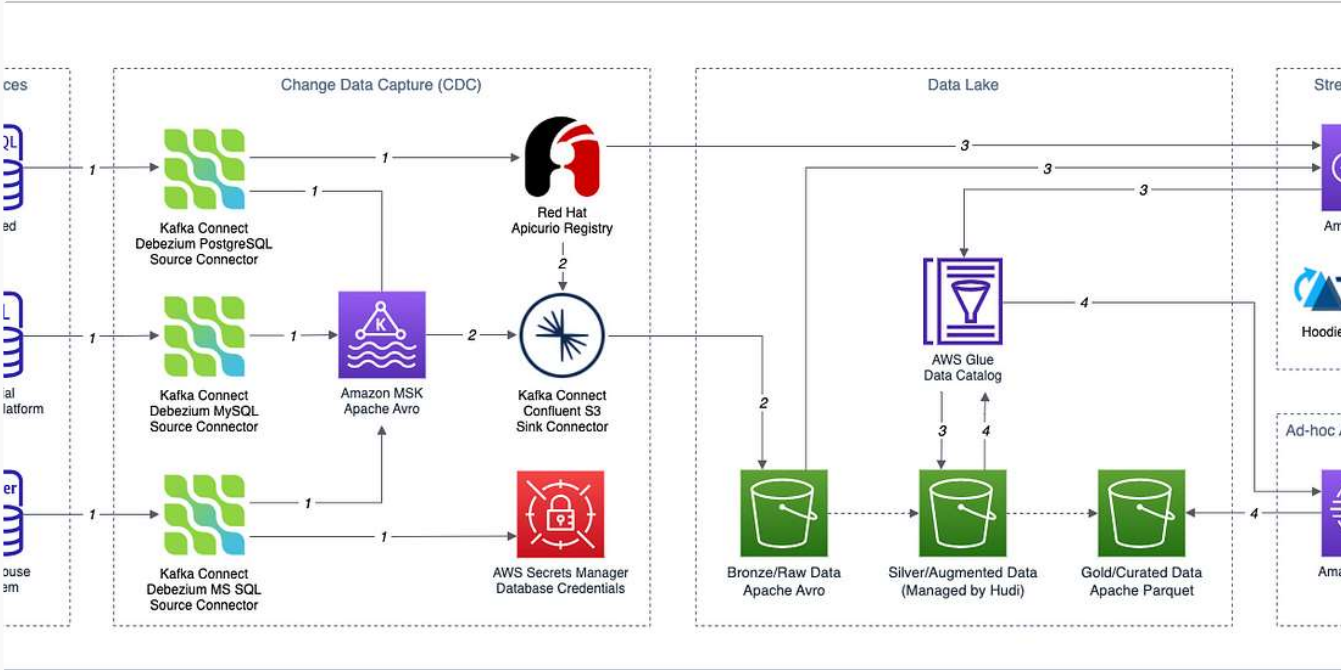 ces
Change Data Capture (CDC)
Data Lake
Stre
QL
1
1
1
3
3
3
1
ed
Kafka Connect
Debezium PostgreSQL
Source Connector
Red Hat
Apicurio Registry
2
Am
1
1
K
2
4
Hoodie
ial
latform
Kafka Connect
Debezium MySQL
Source Connector
Amazon MSK
Apache Avro
Kafka Connect
Confluent S3
Sink Connector
AWS Glue
Data Catalog
2
3
4
Ad-hoc
er
1
1
1
4
ouse
em
Kafka Connect
Debezium MS SQL
Source Connector
AWS Secrets Manager
Database Credentials
Bronze/Raw Data
Apache Avro
Silver/Augmented Data
(Managed by Hudi)
Gold/Curated Data
Apache Parquet
Ama